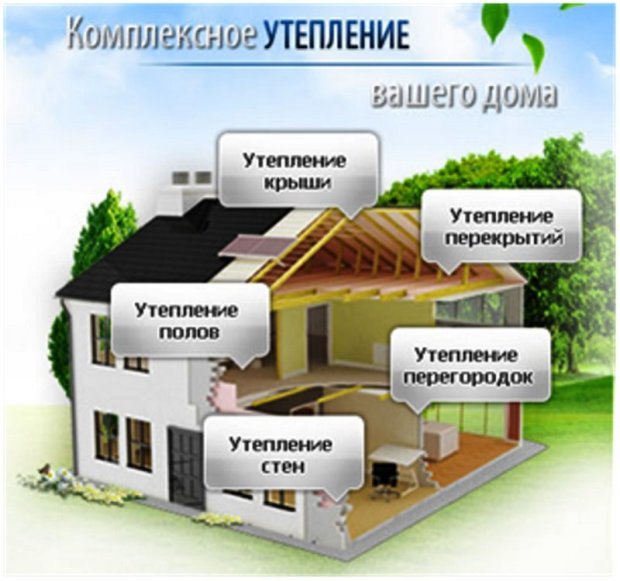 Комплексное УТЕПЛЕНИЕ
вашего дома
Утепление
крыши
Утепление
перекрытий
Утепление
полов
Утепление
перегородок
Утепление
стен